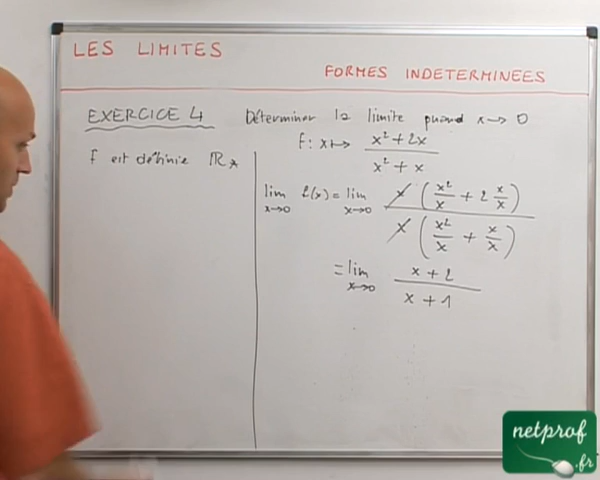 LES LIMITES
FORMES INDETERMINEES
EXERCICE 4 Déterminer la limite quand x → 0
f: x ↦ (x² + 2x) / (x² + x)
f est définie ℝ*
lim x→0 f(x) = lim x→0 x (x²/x + 2 x/x) / x (x²/x + x/x)
= lim x→0 (x + 2) / (x + 1)
netprof
.fr